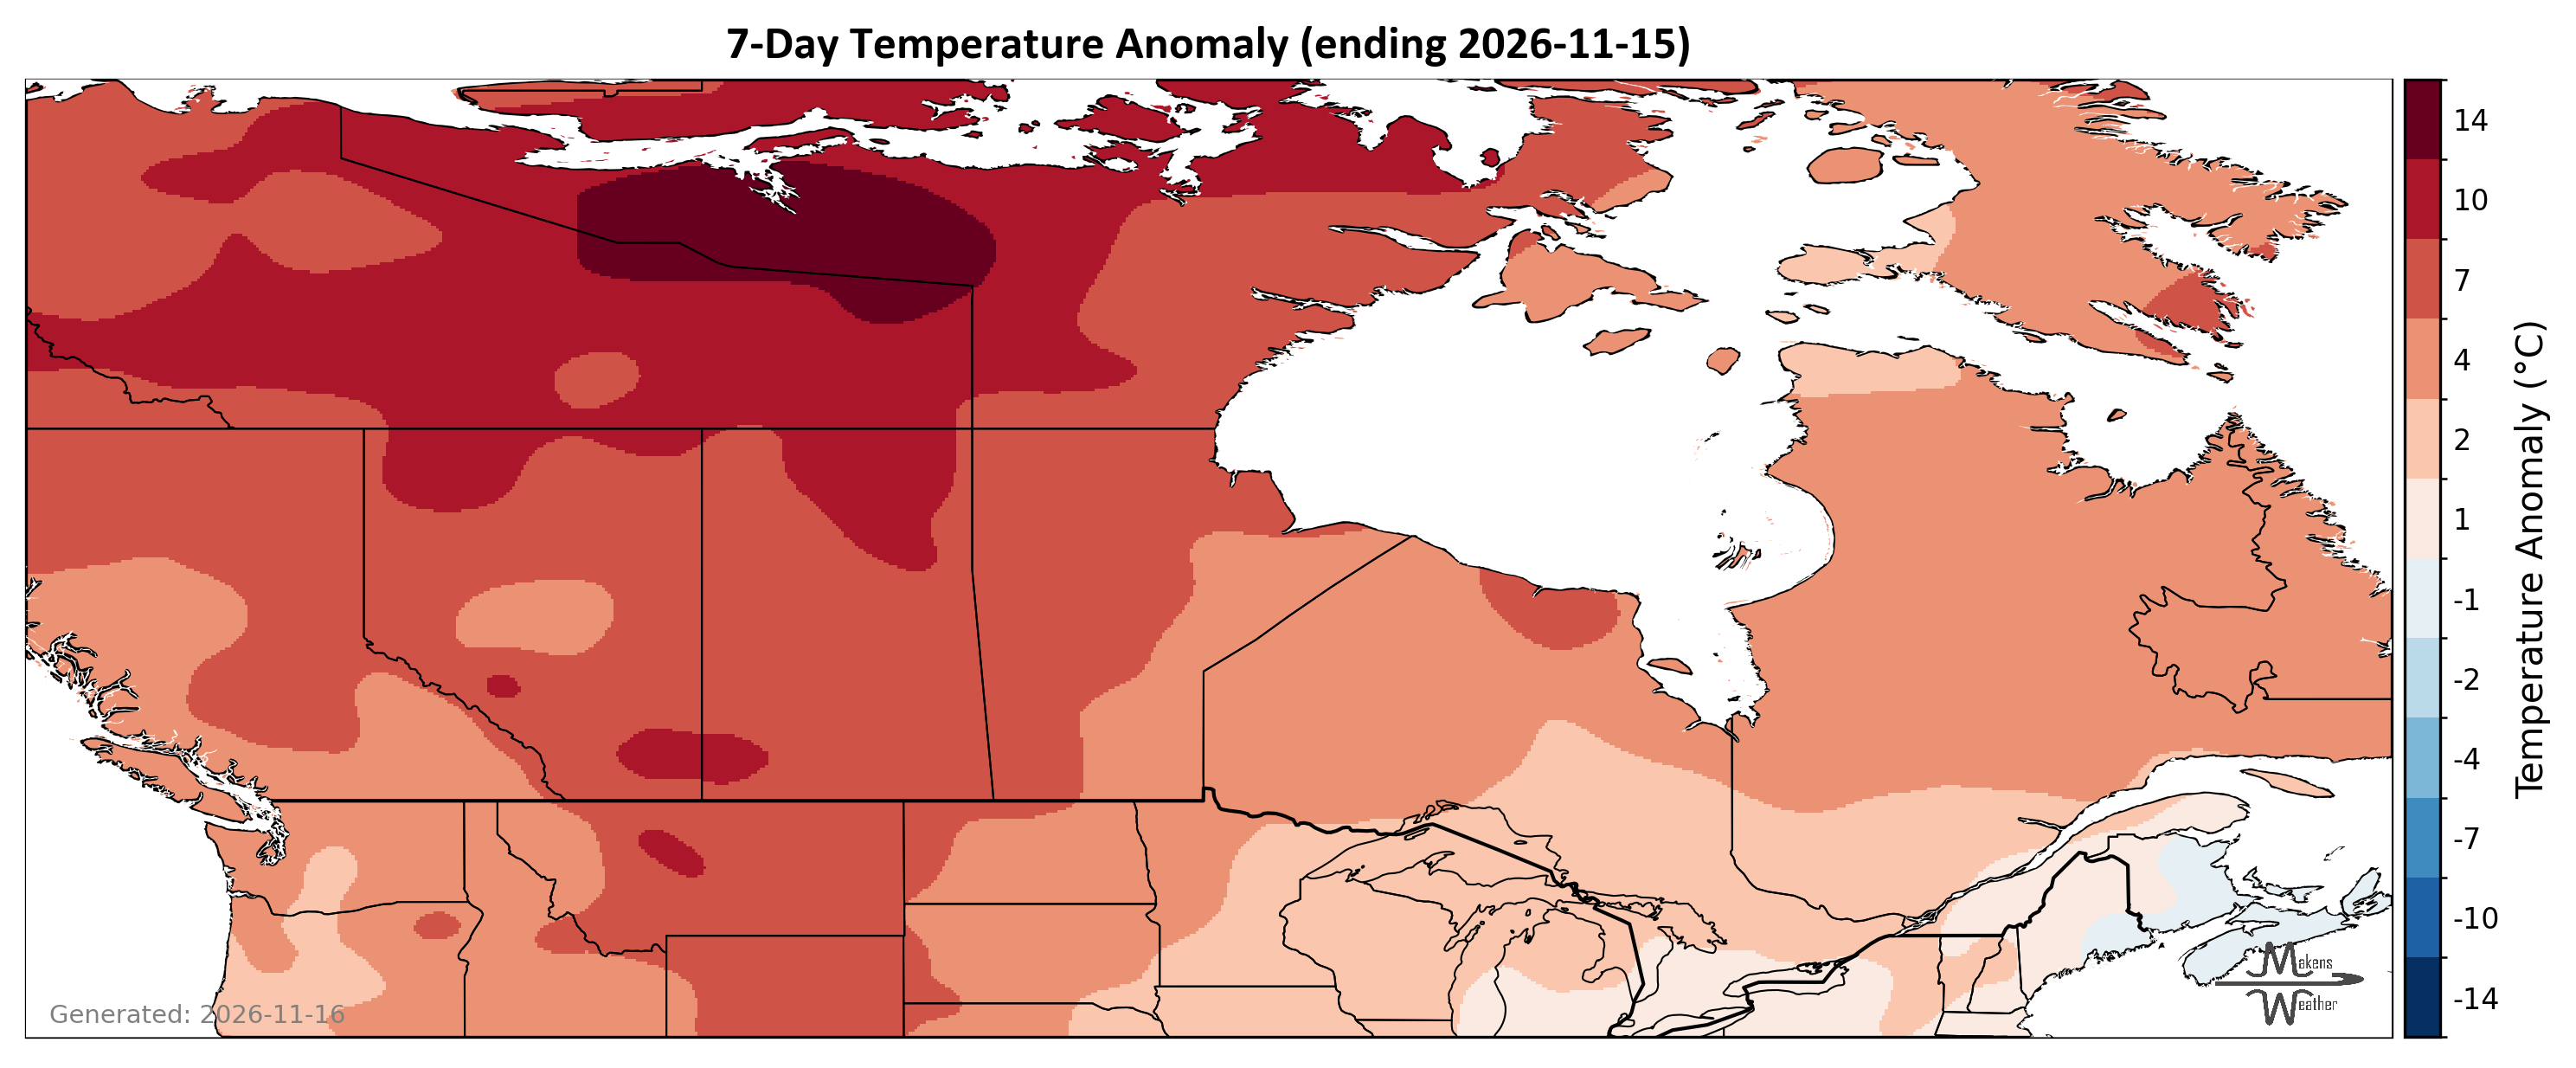 7-Day Temperature Anomaly (ending 2026-11-15)
14
10
7
4
2
1
-1
-2
-4
-7
-10
-14
Temperature Anomaly (°C)
Generated: 2026-11-16
Makens
Weather